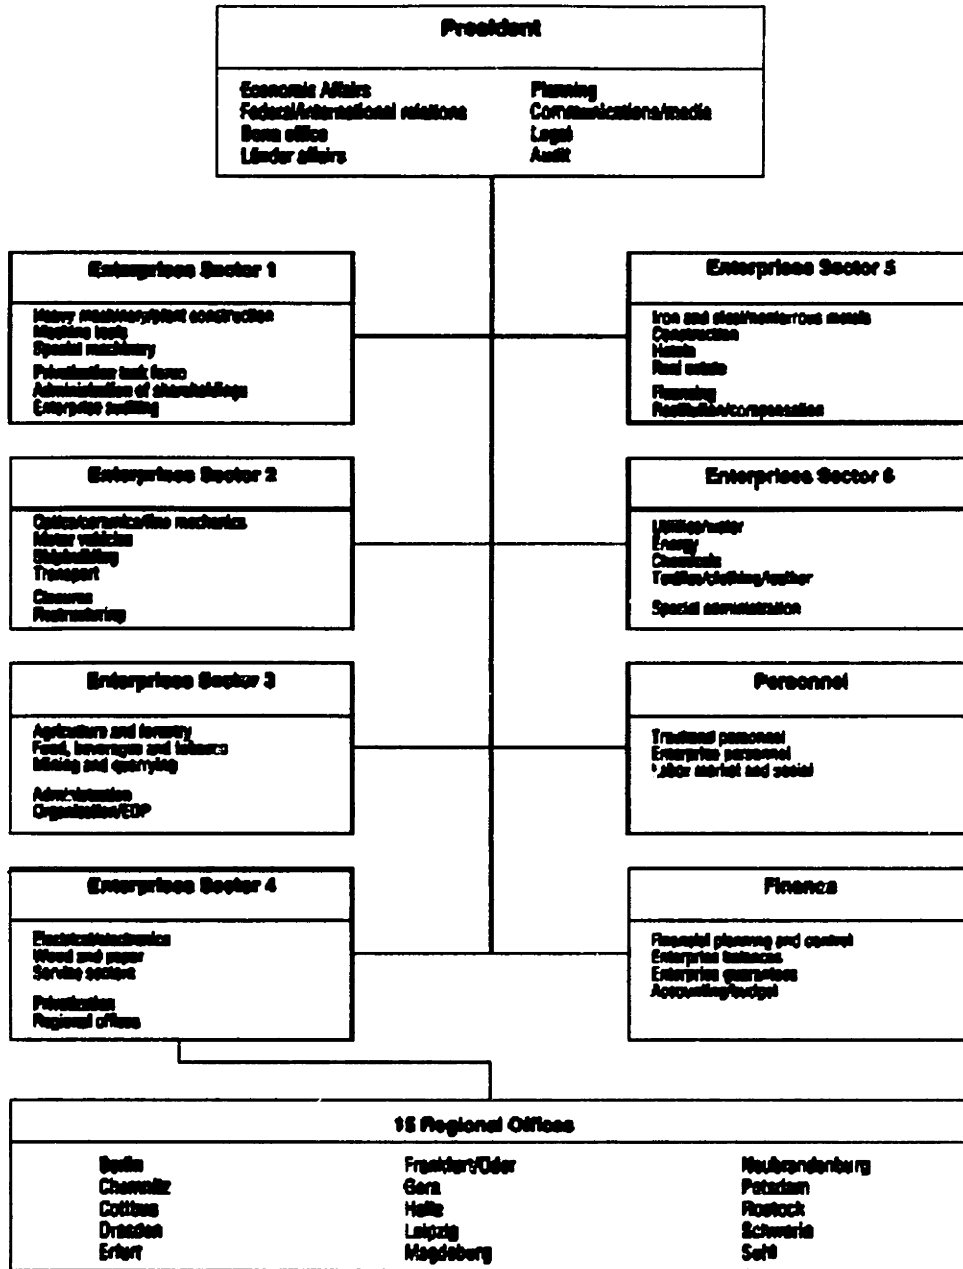 President
Economic Affairs
Federal/international relations
Bonn office
Länder affairs
Planning
Communications/media
Legal
Audit
Enterprises Sector 1
Heavy machinery/plant construction
Machine tools
Special machinery
Privatization task force
Administration of shareholdings
Enterprise auditing
Enterprises Sector 5
Iron and steel/nonferrous metals
Construction
Hotels
Real estate
Financing
Restitution/compensation
Enterprises Sector 2
Optics/ceramics/fine mechanics
Motor vehicles
Shipbuilding
Transport
Closures
Restructuring
Enterprises Sector 6
Utilities/water
Energy
Chemicals
Textiles/clothing/leather
Special administration
Enterprises Sector 3
Agriculture and forestry
Food, beverages and tobacco
Mining and quarrying
Administration
Organization/EDP
Personnel
Treuhand personnel
Enterprise personnel
Labor market and social
Enterprises Sector 4
Electrical/electronics
Wood and paper
Service sectors
Privatization
Regional offices
Finance
Financial planning and control
Enterprise balances
Enterprise guarantees
Accounting/budget
15 Regional Offices
Berlin
Chemnitz
Cottbus
Dresden
Erfurt
Frankfurt/Oder
Gera
Halle
Leipzig
Magdeburg
Neubrandenburg
Potsdam
Rostock
Schwerin
Suhl